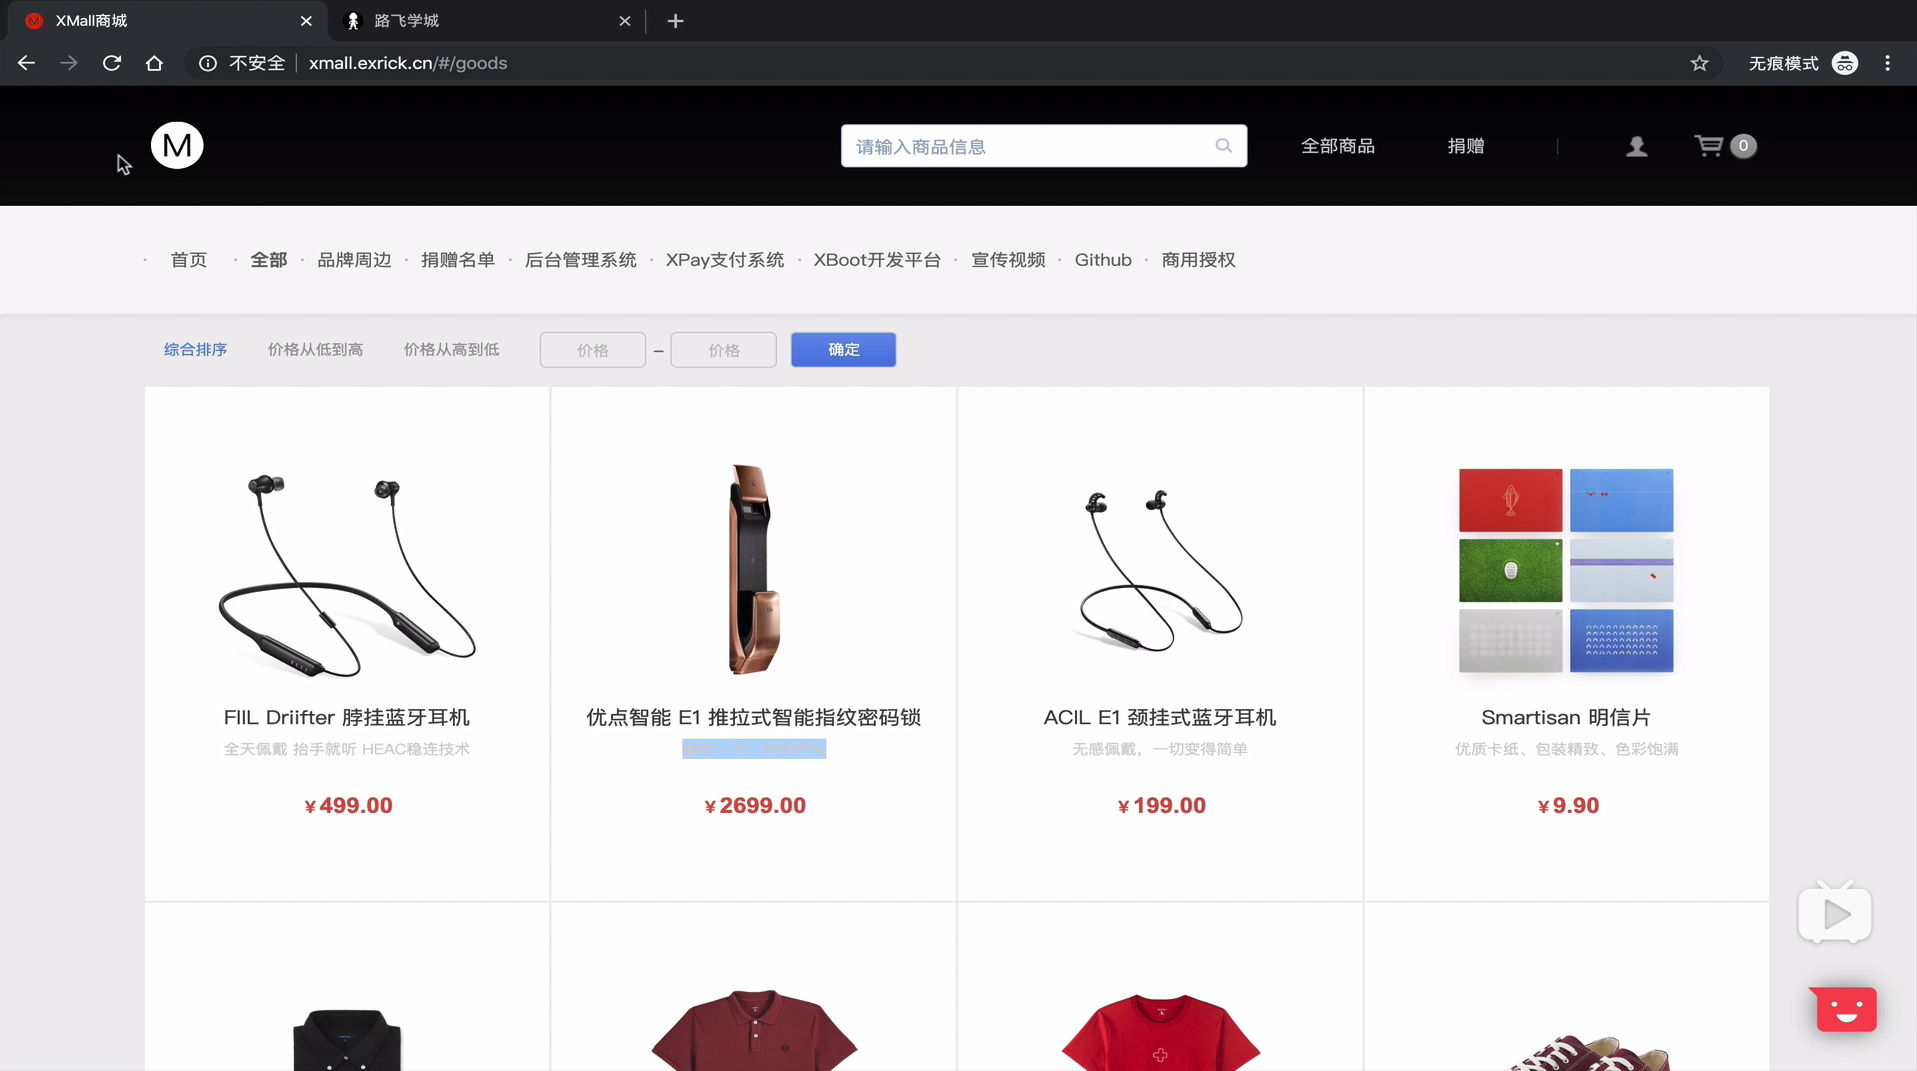 XMall商城
路飞学城
不安全
xmall.exrick.cn/#/goods
无痕模式
M
请输入商品信息
全部商品
捐赠
0
首页
全部
品牌周边
捐赠名单
后台管理系统
XPay支付系统
XBoot开发平台
宣传视频
Github
商用授权
综合排序
价格从低到高
价格从高到低
价格
价格
确定
FIIL Driifter 脖挂蓝牙耳机
全天佩戴 抬手就听 HEAC稳连技术
¥ 499.00
优点智能 E1 推拉式智能指纹密码锁
¥ 2699.00
ACIL E1 颈挂式蓝牙耳机
无感佩戴，一切变得简单
¥ 199.00
Smartisan 明信片
优质卡纸、包装精致、色彩饱满
¥ 9.90